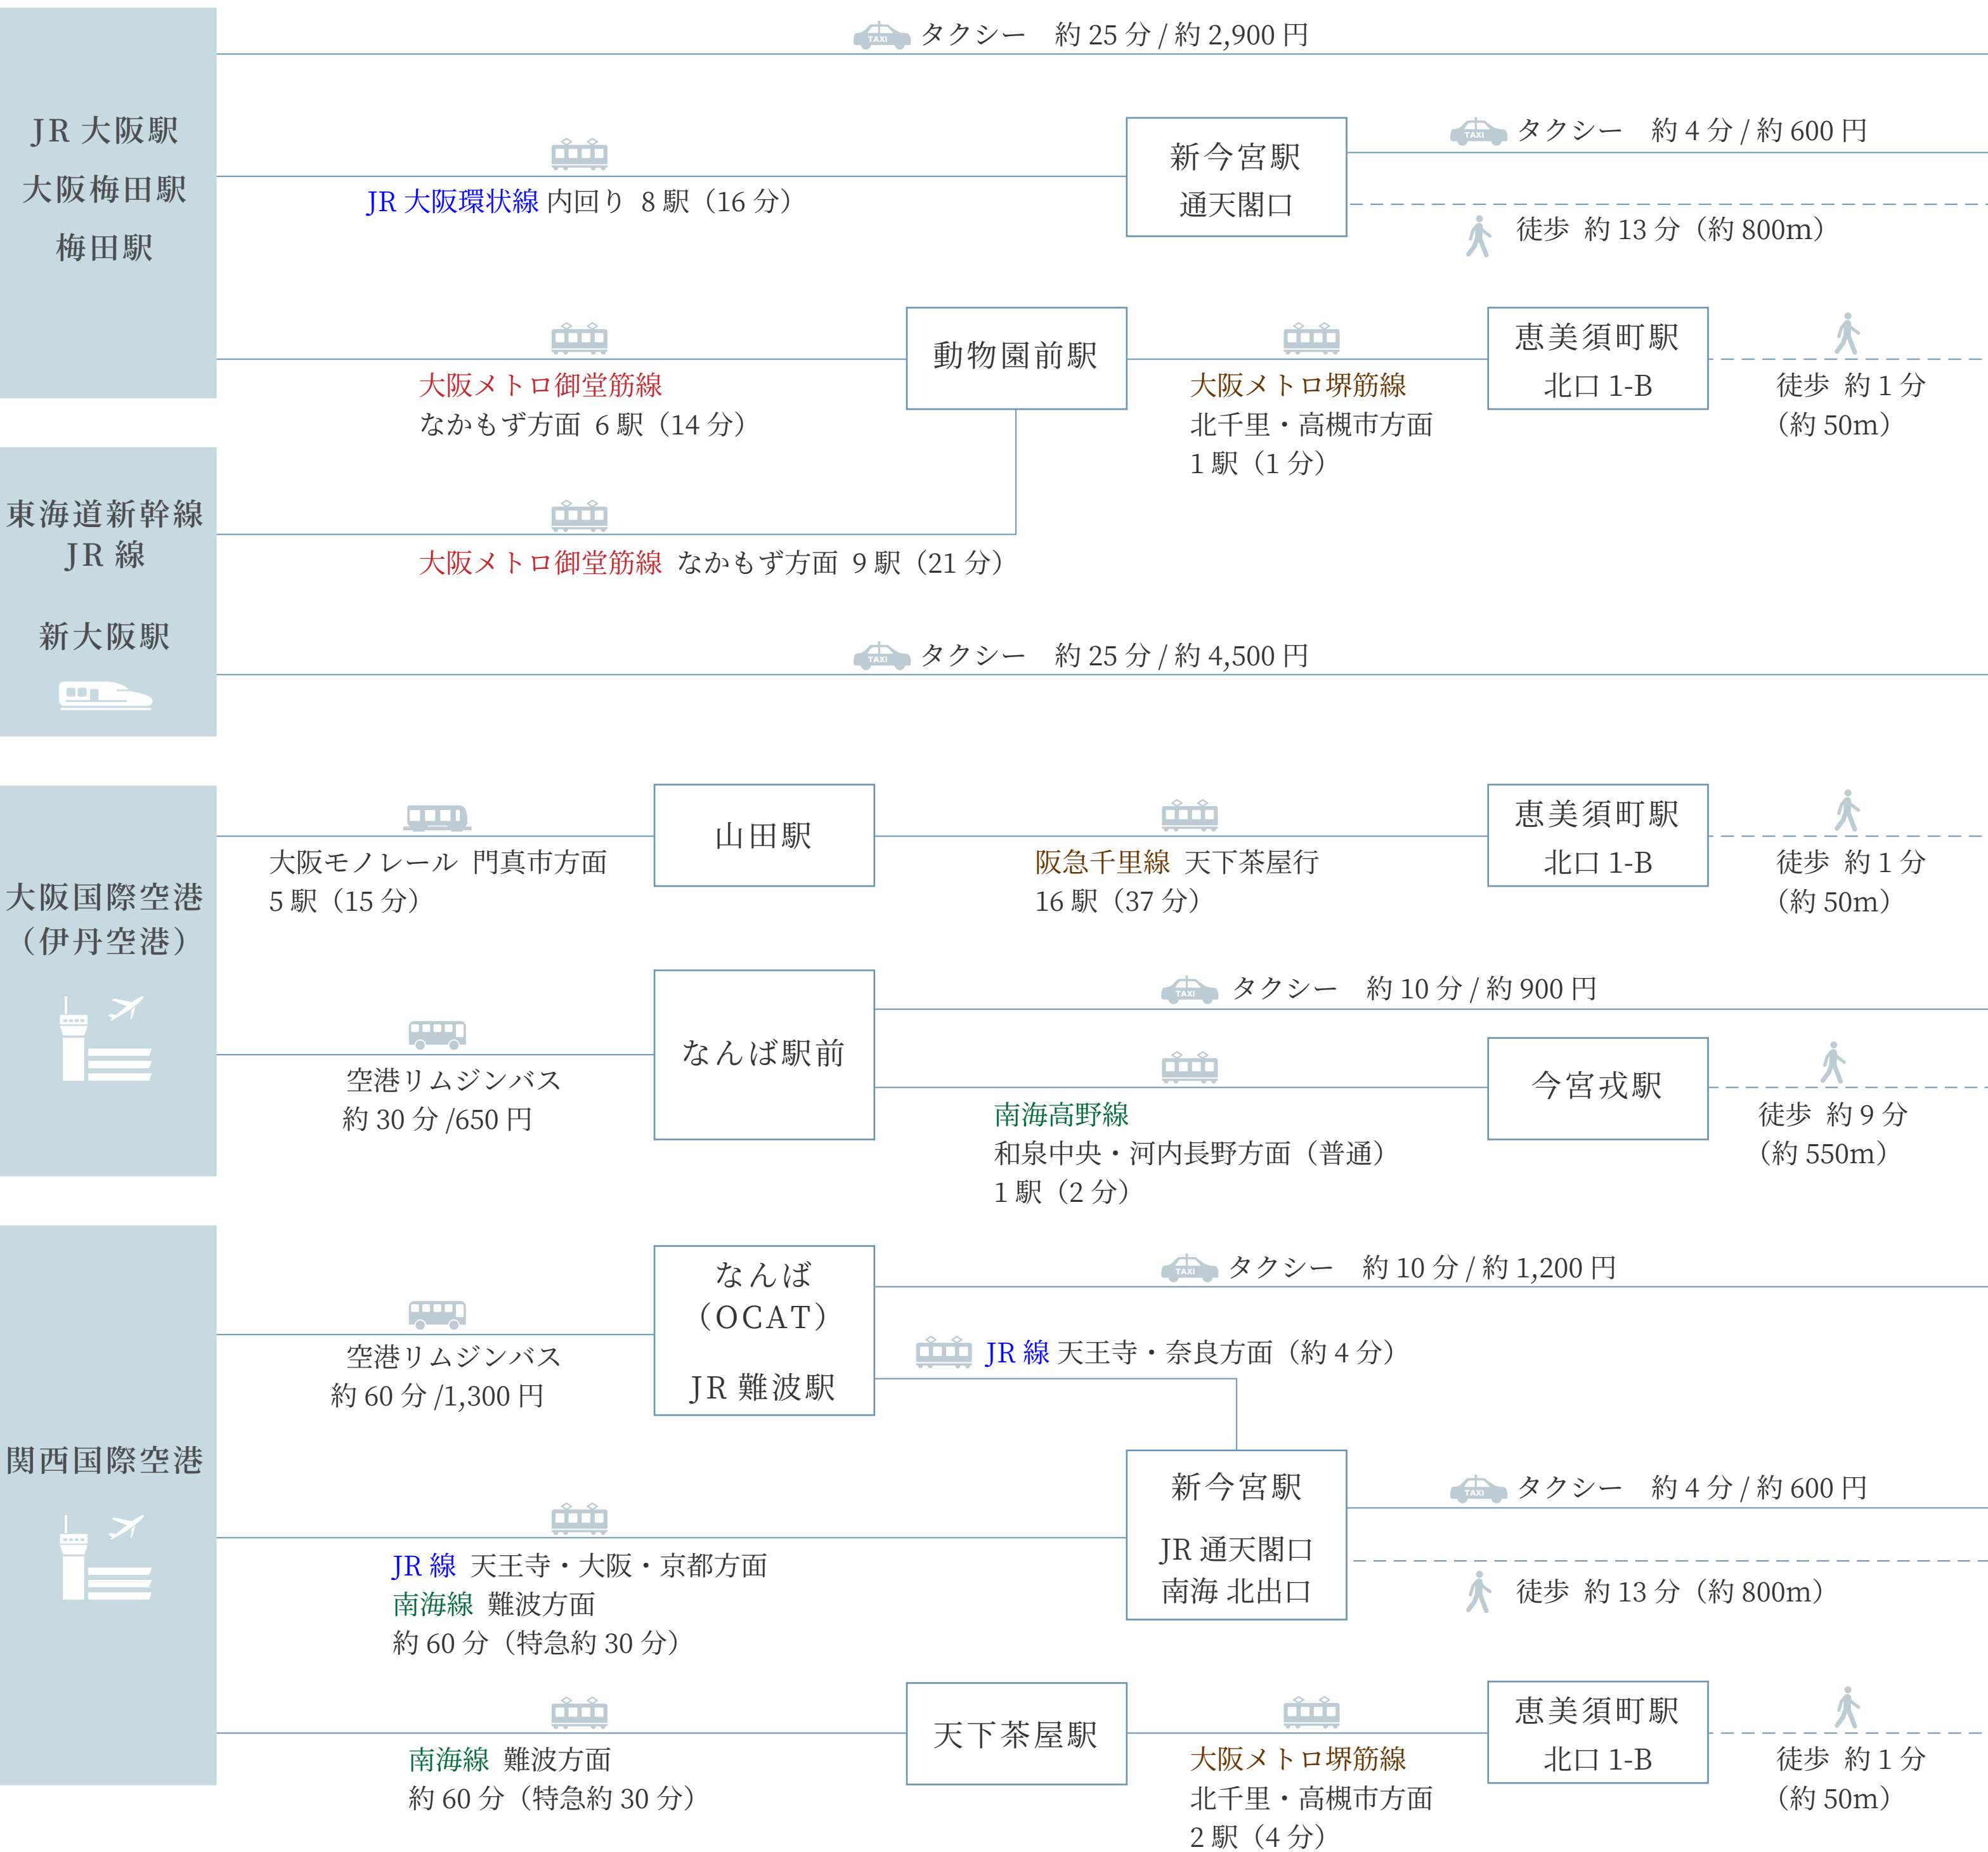 タクシー 約 25 分 / 約 2,900 円
JR 大阪駅
大阪梅田駅
梅田駅
JR 大阪環状線 内回り 8 駅（16 分）
新今宮駅
通天閣口
TAXI
タクシー 約 4 分 / 約 600 円
徒歩 約 13 分（約 800m）
大阪メトロ御堂筋線
なかもず方面 6 駅（14 分）
動物園前駅
大阪メトロ堺筋線
北千里・高槻市方面
1 駅（1 分）
恵美須町駅
北口 1-B
徒歩 約 1 分
（約 50m）
東海道新幹線
JR 線
新大阪駅
大阪メトロ御堂筋線 なかもず方面 9 駅（21 分）
TAXI
タクシー 約 25 分 / 約 4,500 円
大阪国際空港
（伊丹空港）
大阪モノレール 門真市方面
5 駅（15 分）
山田駅
阪急千里線 天下茶屋行
16 駅（37 分）
恵美須町駅
北口 1-B
徒歩 約 1 分
（約 50m）
空港リムジンバス
約 30 分 /650 円
なんば駅前
TAXI
タクシー 約 10 分 / 約 900 円
南海高野線
和泉中央・河内長野方面（普通）
1 駅（2 分）
今宮戎駅
徒歩 約 9 分
（約 550m）
関西国際空港
空港リムジンバス
約 60 分 /1,300 円
なんば
（OCAT）
JR 難波駅
TAXI
タクシー 約 10 分 / 約 1,200 円
JR 線 天王寺・奈良方面（約 4 分）
JR 線 天王寺・大阪・京都方面
南海線 難波方面
約 60 分（特急約 30 分）
新今宮駅
JR 通天閣口
南海 北出口
TAXI
タクシー 約 4 分 / 約 600 円
徒歩 約 13 分（約 800m）
南海線 難波方面
約 60 分（特急約 30 分）
天下茶屋駅
大阪メトロ堺筋線
北千里・高槻市方面
2 駅（4 分）
恵美須町駅
北口 1-B
徒歩 約 1 分
（約 50m）